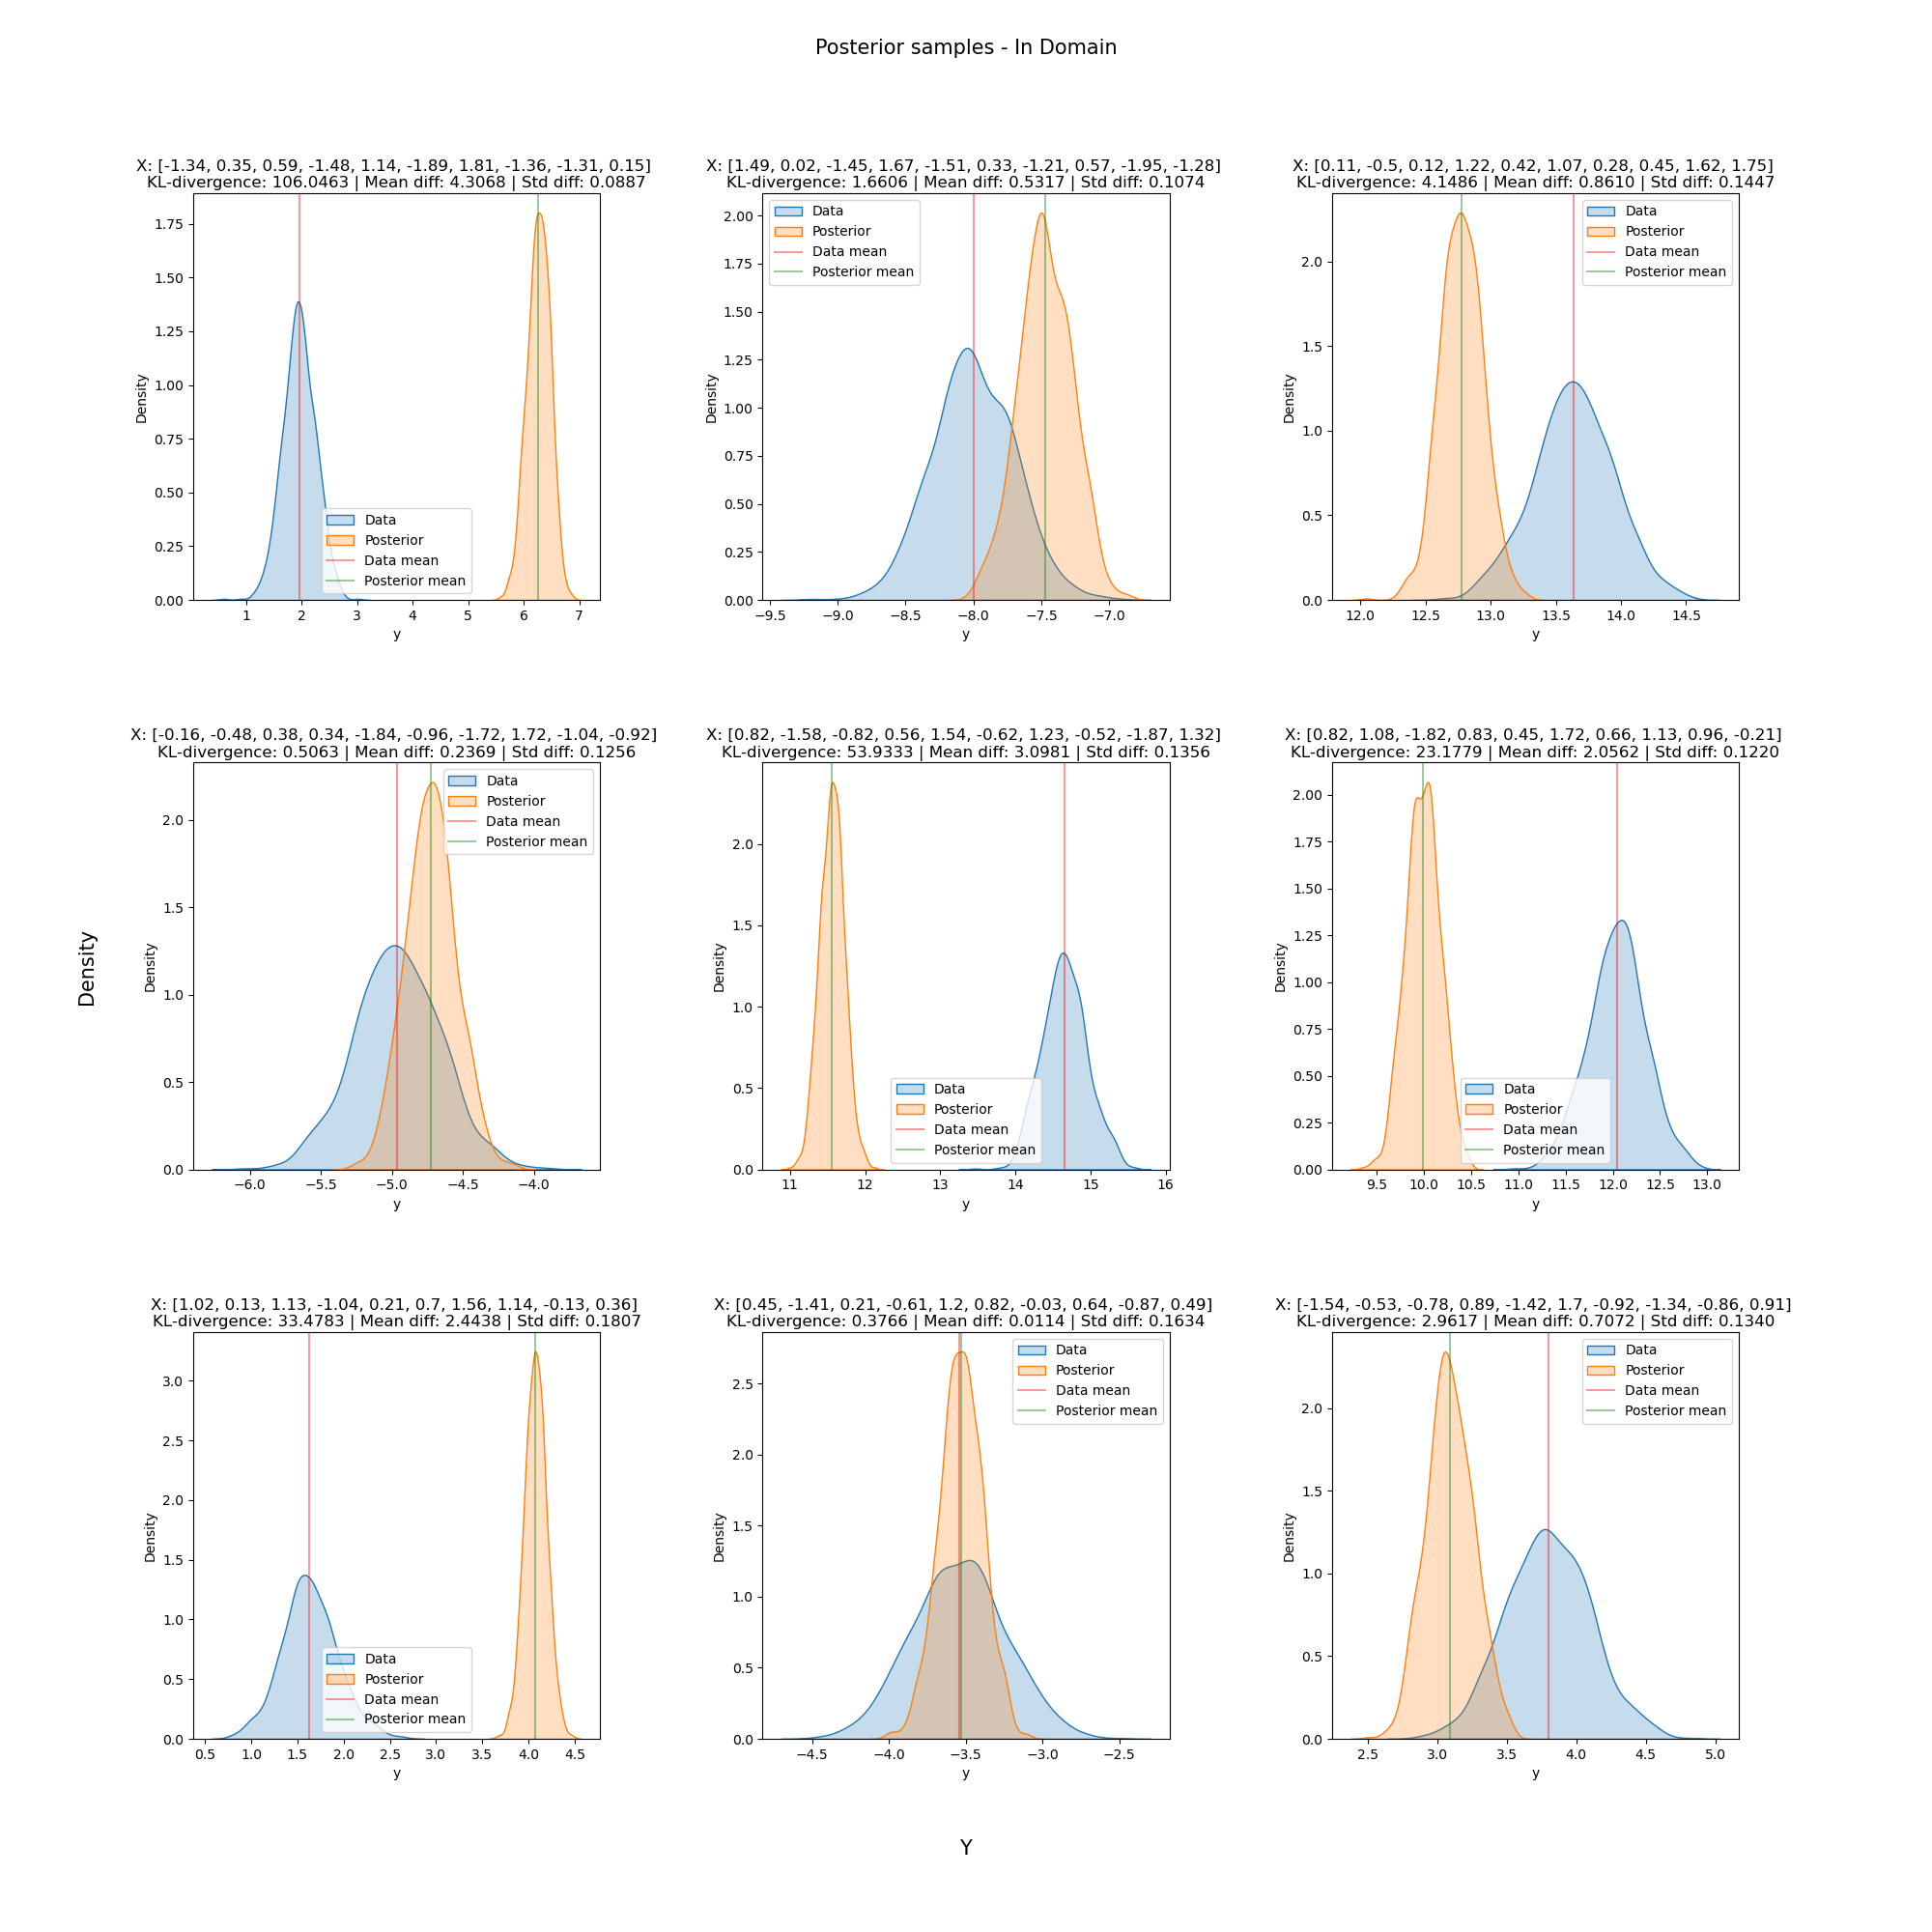 Posterior samples - In Domain
X: [-1.34, 0.35, 0.59, -1.48, 1.14, -1.89, 1.81, -1.36, -1.31, 0.15]
KL-divergence: 106.0463 | Mean diff: 4.3068 | Std diff: 0.0887
1.75
1.50
1.25
1.00
0.75
0.50
0.25
0.00
Density
Data
Posterior
Data mean
Posterior mean
1 2 3 4 5 6 7
y
X: [1.49, 0.02, -1.45, 1.67, -1.51, 0.33, -1.21, 0.57, -1.95, -1.28]
KL-divergence: 1.6606 | Mean diff: 0.5317 | Std diff: 0.1074
2.00
1.75
1.50
1.25
1.00
0.75
0.50
0.25
0.00
Density
Data
Posterior
Data mean
Posterior mean
−9.5 −9.0 −8.5 −8.0 −7.5 −7.0
y
X: [0.11, -0.5, 0.12, 1.22, 0.42, 1.07, 0.28, 0.45, 1.62, 1.75]
KL-divergence: 4.1486 | Mean diff: 0.8610 | Std diff: 0.1447
2.0
1.5
1.0
0.5
0.0
Density
Data
Posterior
Data mean
Posterior mean
12.0 12.5 13.0 13.5 14.0 14.5
y
X: [-0.16, -0.48, 0.38, 0.34, -1.84, -0.96, -1.72, 1.72, -1.04, -0.92]
KL-divergence: 0.5063 | Mean diff: 0.2369 | Std diff: 0.1256
2.0
1.5
1.0
0.5
0.0
Density
Data
Posterior
Data mean
Posterior mean
−6.0 −5.5 −5.0 −4.5 −4.0
y
X: [0.82, -1.58, -0.82, 0.56, 1.54, -0.62, 1.23, -0.52, -1.87, 1.32]
KL-divergence: 53.9333 | Mean diff: 3.0981 | Std diff: 0.1356
2.0
1.5
1.0
0.5
0.0
Density
Data
Posterior
Data mean
Posterior mean
11 12 13 14 15 16
y
X: [0.82, 1.08, -1.82, 0.83, 0.45, 1.72, 0.66, 1.13, 0.96, -0.21]
KL-divergence: 23.1779 | Mean diff: 2.0562 | Std diff: 0.1220
2.00
1.75
1.50
1.25
1.00
0.75
0.50
0.25
0.00
Density
Data
Posterior
Data mean
Posterior mean
9.5 10.0 10.5 11.0 11.5 12.0 12.5 13.0
y
Density
X: [1.02, 0.13, 1.13, -1.04, 0.21, 0.7, 1.56, 1.14, -0.13, 0.36]
KL-divergence: 33.4783 | Mean diff: 2.4438 | Std diff: 0.1807
3.0
2.5
2.0
1.5
1.0
0.5
0.0
Density
Data
Posterior
Data mean
Posterior mean
0.5 1.0 1.5 2.0 2.5 3.0 3.5 4.0 4.5
y
X: [0.45, -1.41, 0.21, -0.61, 1.2, 0.82, -0.03, 0.64, -0.87, 0.49]
KL-divergence: 0.3766 | Mean diff: 0.0114 | Std diff: 0.1634
2.5
2.0
1.5
1.0
0.5
0.0
Density
Data
Posterior
Data mean
Posterior mean
−4.5 −4.0 −3.5 −3.0 −2.5
y
X: [-1.54, -0.53, -0.78, 0.89, -1.42, 1.7, -0.92, -1.34, -0.86, 0.91]
KL-divergence: 2.9617 | Mean diff: 0.7072 | Std diff: 0.1340
2.0
1.5
1.0
0.5
0.0
Density
Data
Posterior
Data mean
Posterior mean
2.5 3.0 3.5 4.0 4.5 5.0
y
Y